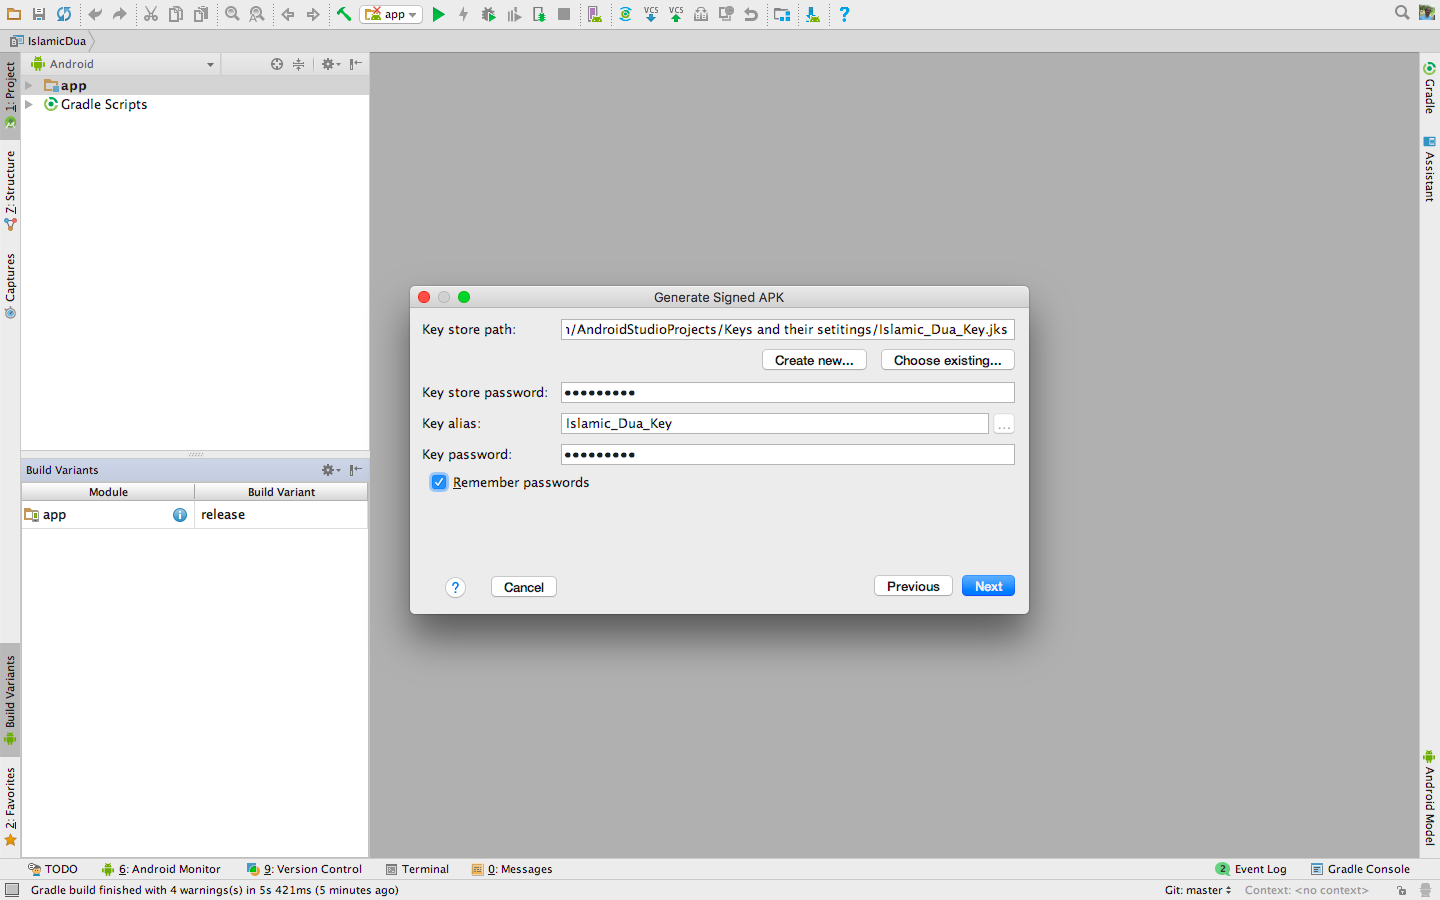 app
VCS VCS
?
IslamicDua
Android
app
Gradle Scripts
1: Project
7: Structure
Captures
Build Variants
2: Favorites
Gradle
Assistant
Android Model
Generate Signed APK
Key store path:
/AndroidStudioProjects/Keys and their setitings/Islamic_Dua_Key.jks
Create new...
Choose existing...
Key store password:
Key alias:
Islamic_Dua_Key
...
Key password:
Remember passwords
?
Cancel
Previous
Next
Build Variants
Module
Build Variant
app
release
TODO
6: Android Monitor
9: Version Control
Terminal
0: Messages
2 Event Log
Gradle Console
Gradle build finished with 4 warnings(s) in 5s 421ms (5 minutes ago)
Git: master
Context: <no context>